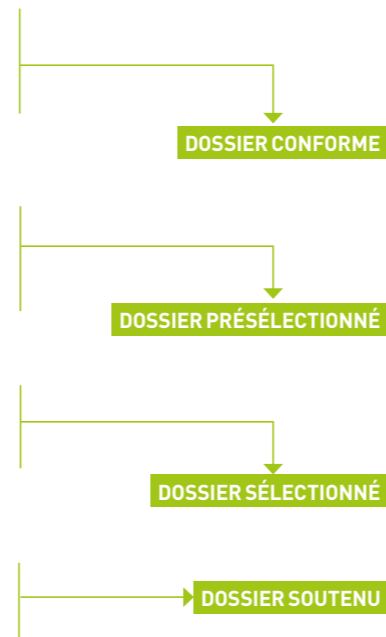 DOSSIER CONFORME
DOSSIER PRÉSÉLECTIONNÉ
DOSSIER SÉLECTIONNÉ
DOSSIER SOUTENU